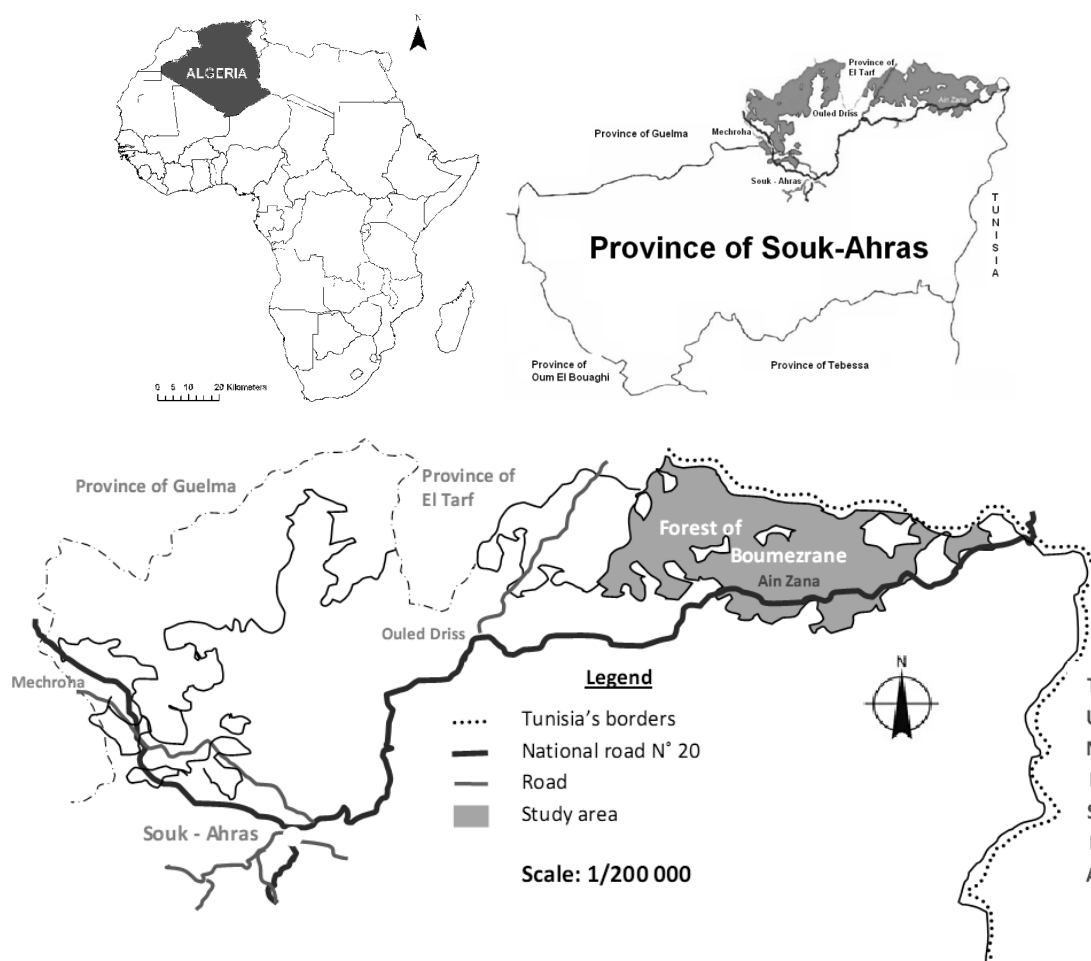 N
ALGERIA
0 5 10 20 Kilometers
Province of
El Tarf
Ain Zana
Ouled Driss
Province of Guelma
Mechroha
Souk - Ahras
TUNISIA
Province of Souk-Ahras
Province of
Oum El Bouaghi
Province of Tebessa
Province of Guelma
Province of
El Tarf
Forest of
Boumezrane
Ain Zana
Ouled Driss
Mechroha
Souk - Ahras
N
Legend
Tunisia's borders
National road N° 20
Road
Study area
Scale: 1/200 000